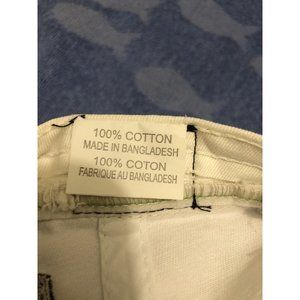 100% COTTON
MADE IN BANGLADESH
100% COTON
FABRIQUE AU BANGLADESH